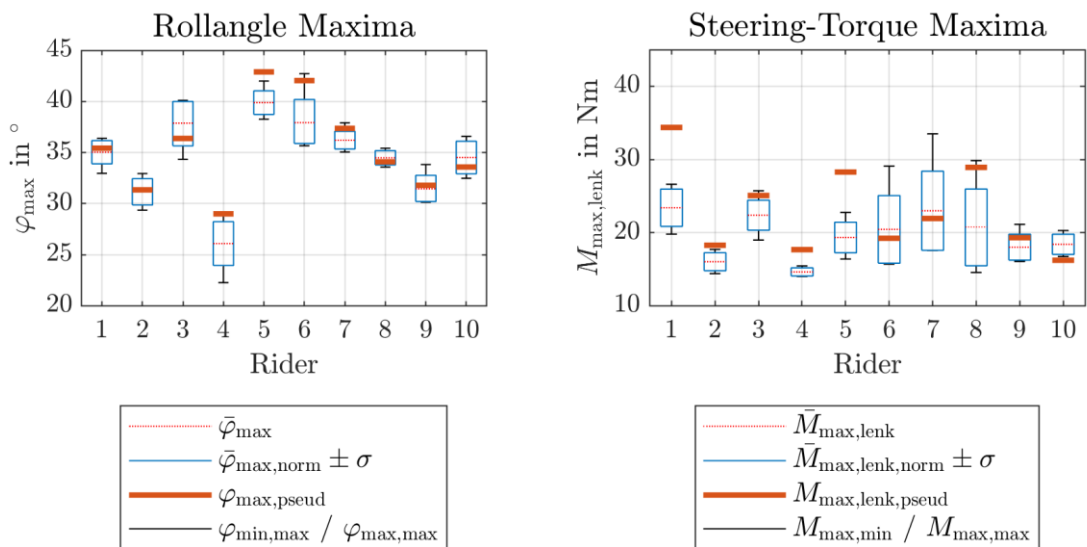 Rollangle Maxima
45
40
35
30
25
20
φmax in °
1 2 3 4 5 6 7 8 9 10
Rider
φ̄max
φ̄max,norm ± σ
φmax,pseud
φmin,max / φmax,max
Steering-Torque Maxima
40
30
20
10
Mmax,lenk in Nm
1 2 3 4 5 6 7 8 9 10
Rider
M̄max,lenk
M̄max,lenk,norm ± σ
Mmax,lenk,pseud
Mmax,min / Mmax,max